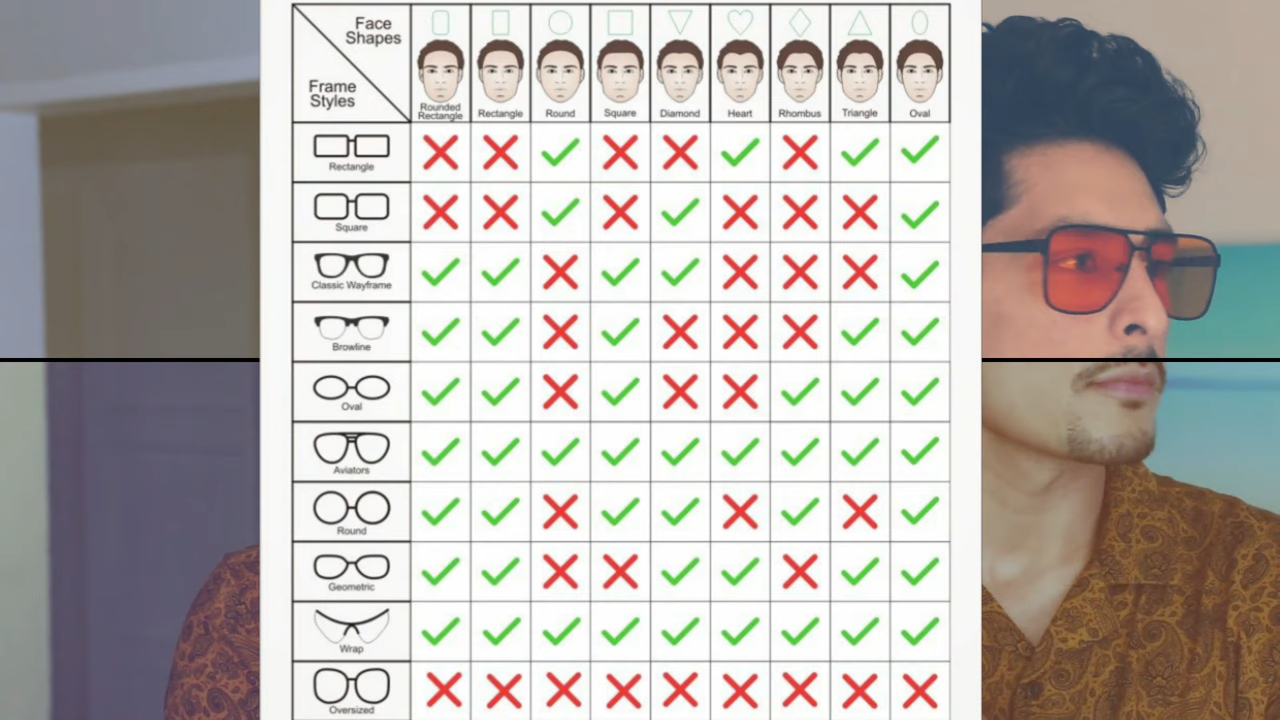 Face
Shapes
Frame
Styles
Rounded
Rectangle
Rectangle
Round
Square
Diamond
Heart
Rhombus
Triangle
Oval
Rectangle
Square
Classic Wayframe
Browline
Oval
Aviators
Round
Geometric
Wrap
Oversized